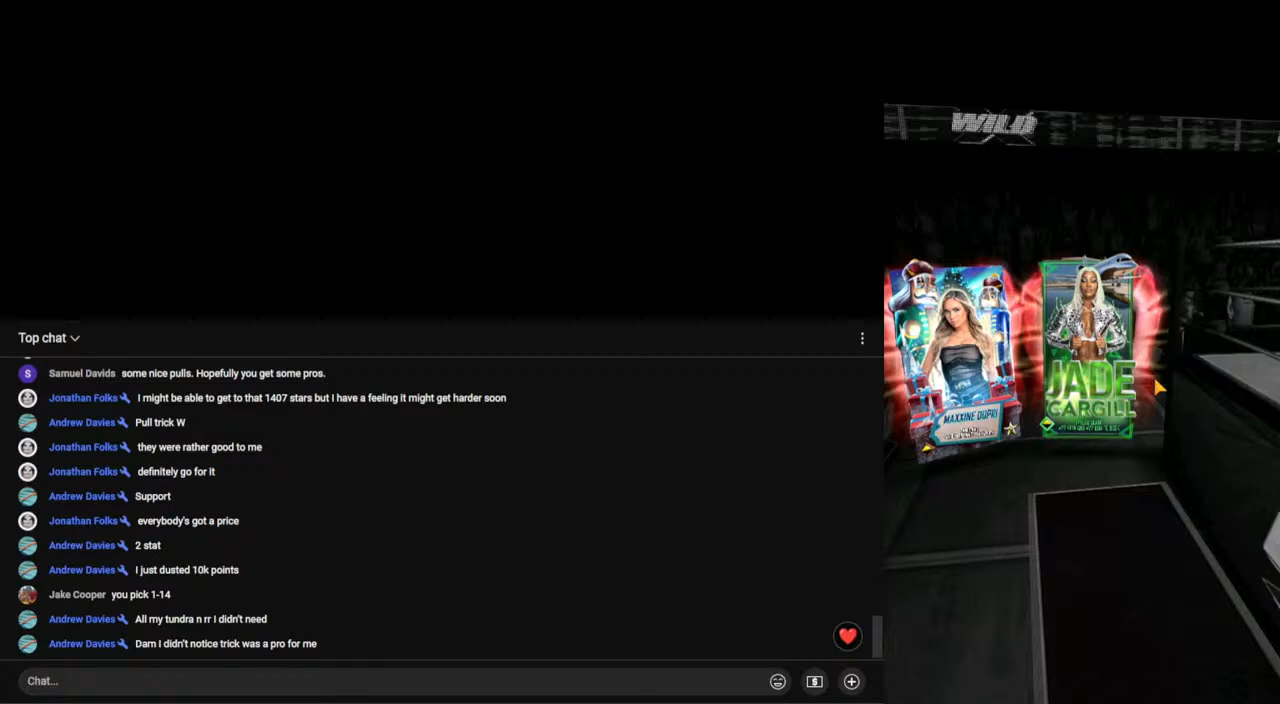 WILD
Top chat
Samuel Davids some nice pulls. Hopefully you get some pros.
Jonathan Folks I might be able to get to that 1407 stars but I have a feeling it might get harder soon
Andrew Davies Pull trick W
Jonathan Folks they were rather good to me
Jonathan Folks definitely go for it
Andrew Davies Support
Jonathan Folks everybody's got a price
Andrew Davies 2 stat
Andrew Davies I just dusted 10k points
Jake Cooper you pick 1-14
Andrew Davies All my tundra n rr I didn't need
Andrew Davies Dam I didn't notice trick was a pro for me
Chat...
MAXXINE DUPRI
JADE
CARGILL